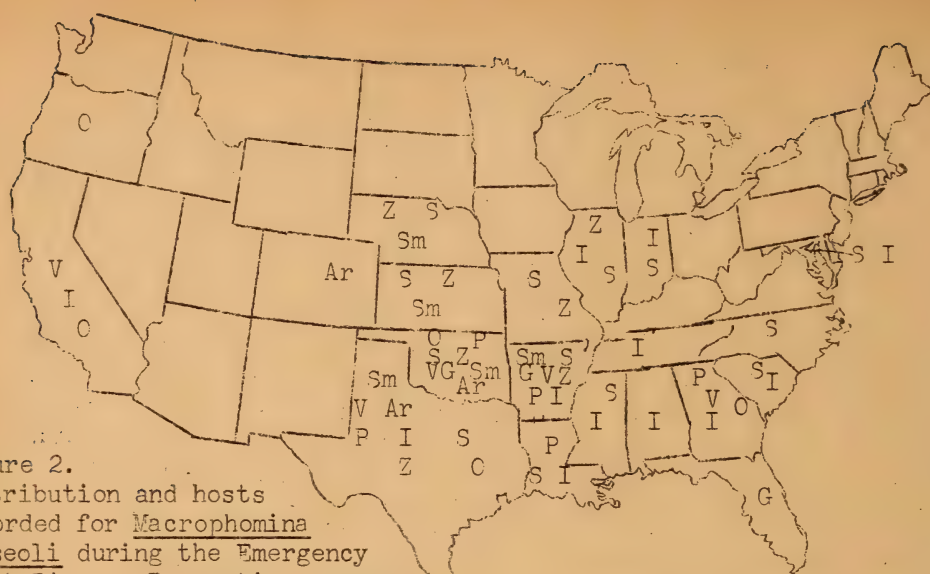 O
Z S
Sm
Z
I
S
I
S
S I
V
I
O
Ar
S Z
Sm
S
Z
O P
S Z
VG Sm
Ar
Sm S
G V Z
P I
I
S
S
I
Sm
V Ar
P I S
Z O
P
S I
S
I
I
P
V O
I
G
ure 2.
tribution and hosts
orded for Macrophomina
seoli during the Emergency